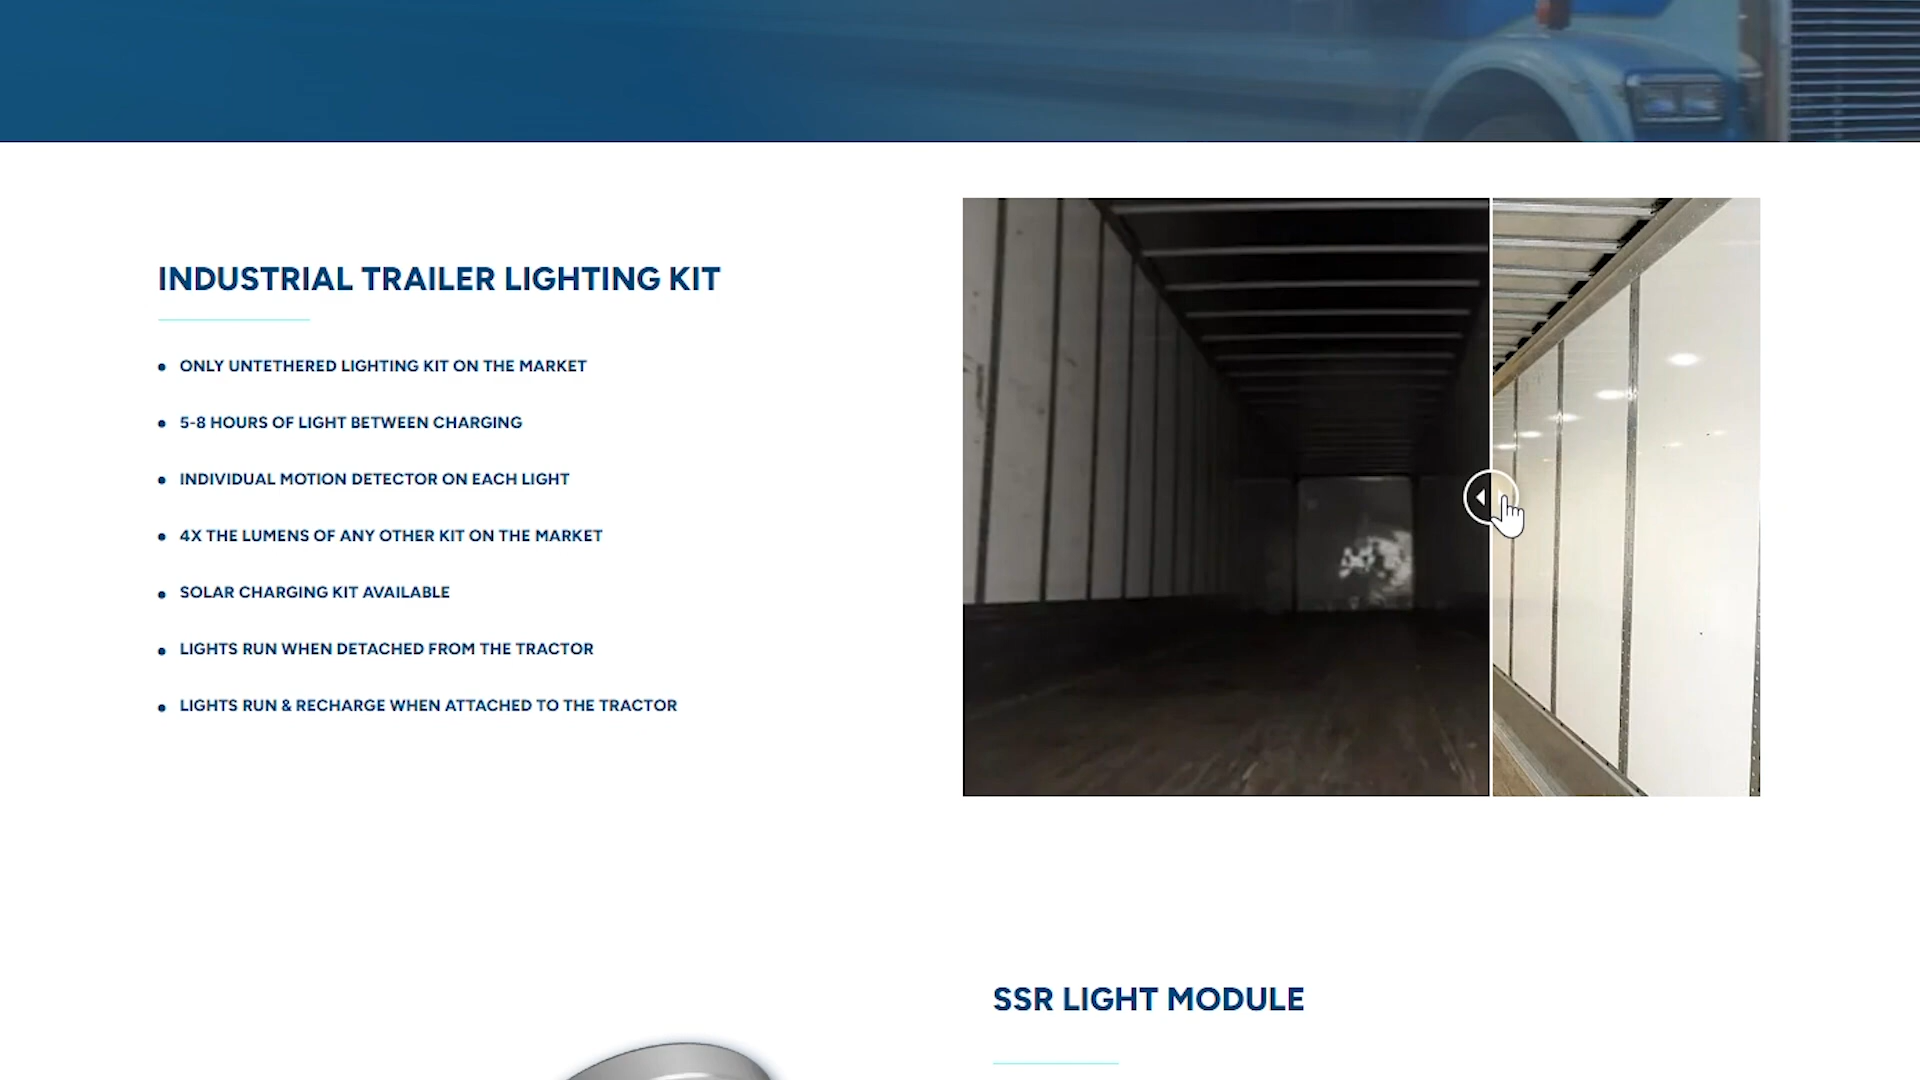 INDUSTRIAL TRAILER LIGHTING KIT
ONLY UNTETHERED LIGHTING KIT ON THE MARKET
5-8 HOURS OF LIGHT BETWEEN CHARGING
INDIVIDUAL MOTION DETECTOR ON EACH LIGHT
4X THE LUMENS OF ANY OTHER KIT ON THE MARKET
SOLAR CHARGING KIT AVAILABLE
LIGHTS RUN WHEN DETACHED FROM THE TRACTOR
LIGHTS RUN & RECHARGE WHEN ATTACHED TO THE TRACTOR
SSR LIGHT MODULE